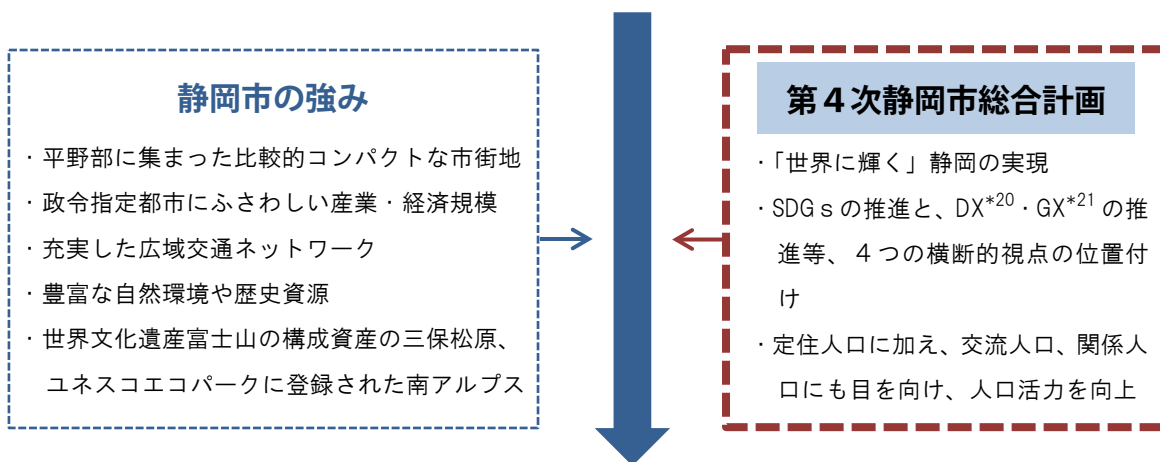 静岡市の強み
・平野部に集まった比較的コンパクトな市街地
・政令指定都市にふさわしい産業・経済規模
・充実した広域交通ネットワーク
・豊富な自然環境や歴史資源
・世界文化遺産富士山の構成資産の三保松原、
ユネスコエコパークに登録された南アルプス
第４次静岡市総合計画
・「世界に輝く」静岡の実現
・SDGｓの推進と、DX*20・GX*21 の推
進等、４つの横断的視点の位置付
け
・定住人口に加え、交流人口、関係人
口にも目を向け、人口活力を向上